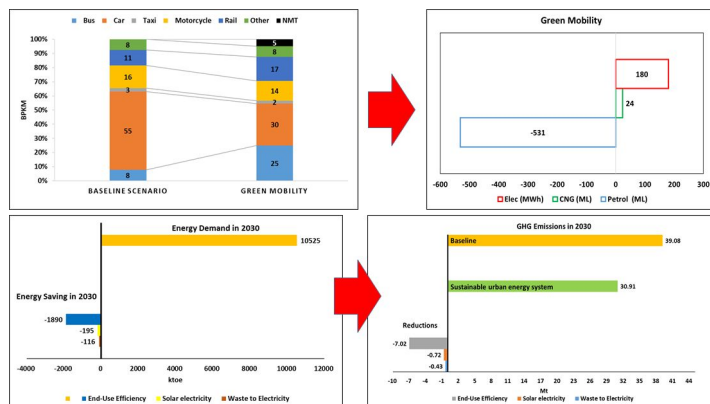 Bus Car Taxi Motorcycle Rail Other NMT
100%
90%
80%
70%
60%
50%
40%
30%
20%
10%
0%
BPKM
8
11
16
3
55
8
5
8
17
14
2
30
25
BASELINE SCENARIO GREEN MOBILITY
Green Mobility
180
24
-531
-600 -500 -400 -300 -200 -100 0 100 200 300
Elec (MWh) CNG (ML) Petrol (ML)
Energy Demand in 2030
10525
Energy Saving in 2030
-1890
-195
-116
-4000 -2000 0 2000 4000 6000 8000 10000 12000
ktoe
End-Use Efficiency Solar electricity Waste to Electricity
GHG Emissions in 2030
Baseline 39.08
Sustainable urban energy system 30.91
Reductions
-7.02
-0.72
-0.43
-10 -7 -4 -1 2 5 8 11 14 17 20 23 26 29 32 35 38 41 44
Mt
End-Use Efficiency Solar electricity Waste to Electricity